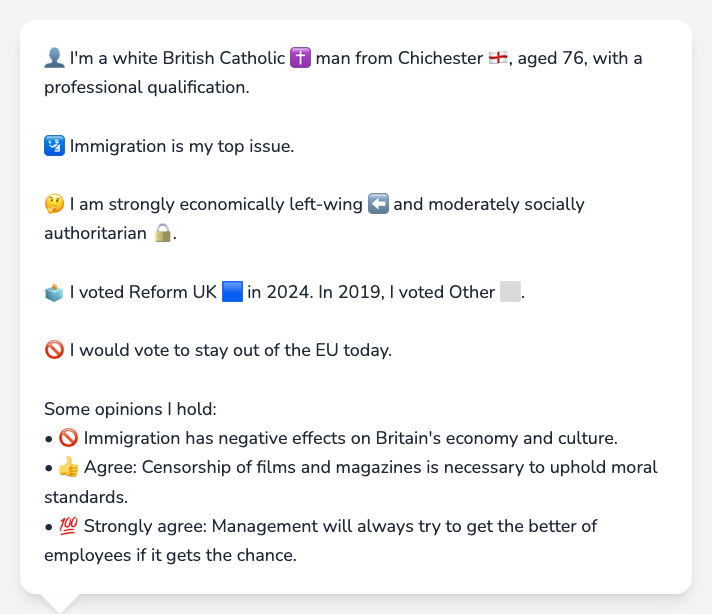 👤 I'm a white British Catholic ✝️ man from Chichester 🏴󠁧󠁢󠁥󠁮󠁧󠁿, aged 76, with a
professional qualification.
🛂 Immigration is my top issue.
🤔 I am strongly economically left-wing ⬅️ and moderately socially
authoritarian 🔒.
🗳️ I voted Reform UK 🟦 in 2024. In 2019, I voted Other ⬜.
🚫 I would vote to stay out of the EU today.
Some opinions I hold:
• 🚫 Immigration has negative effects on Britain's economy and culture.
• 👍 Agree: Censorship of films and magazines is necessary to uphold moral
standards.
• 💯 Strongly agree: Management will always try to get the better of
employees if it gets the chance.